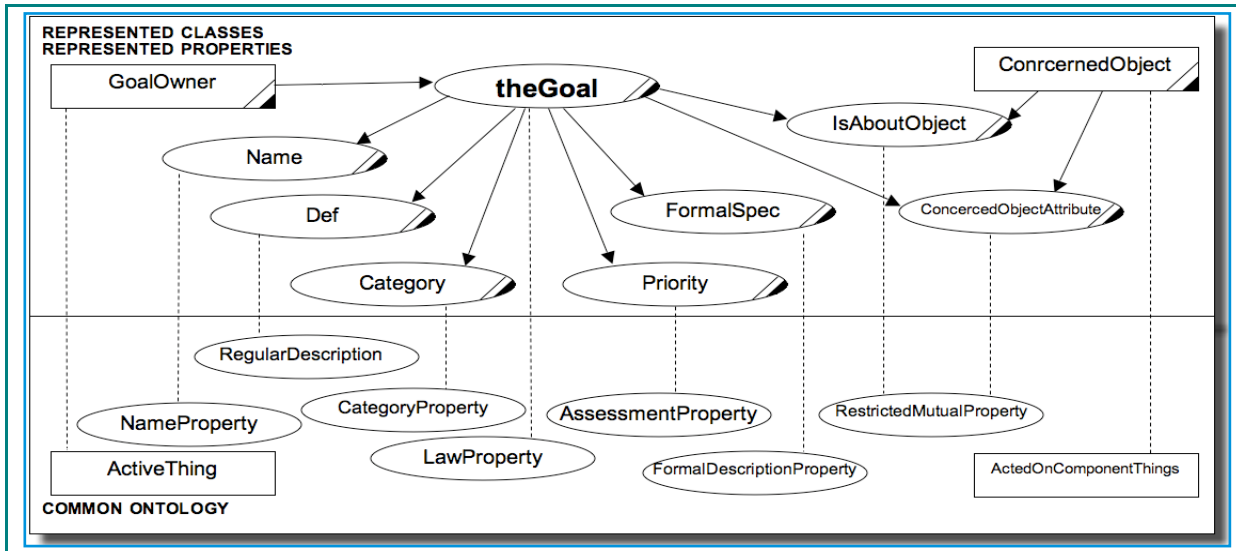 REPRESENTED CLASSES
REPRESENTED PROPERTIES
GoalOwner
theGoal
ConrcernedObject
IsAboutObject
Name
Def
FormalSpec
ConcercedObjectAttribute
Category
Priority
RegularDescription
CategoryProperty
AssessmentProperty
RestrictedMutualProperty
NameProperty
LawProperty
FormalDescriptionProperty
ActiveThing
ActedOnComponentThings
COMMON ONTOLOGY